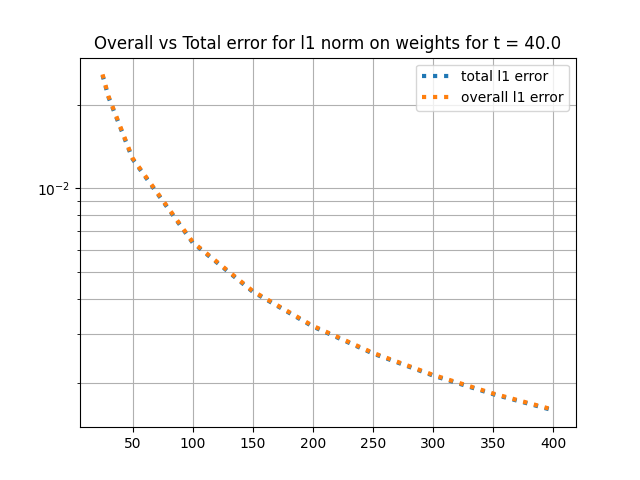 Overall vs Total error for l1 norm on weights for t = 40.0
total l1 error
overall l1 error
10⁻²
50 100 150 200 250 300 350 400